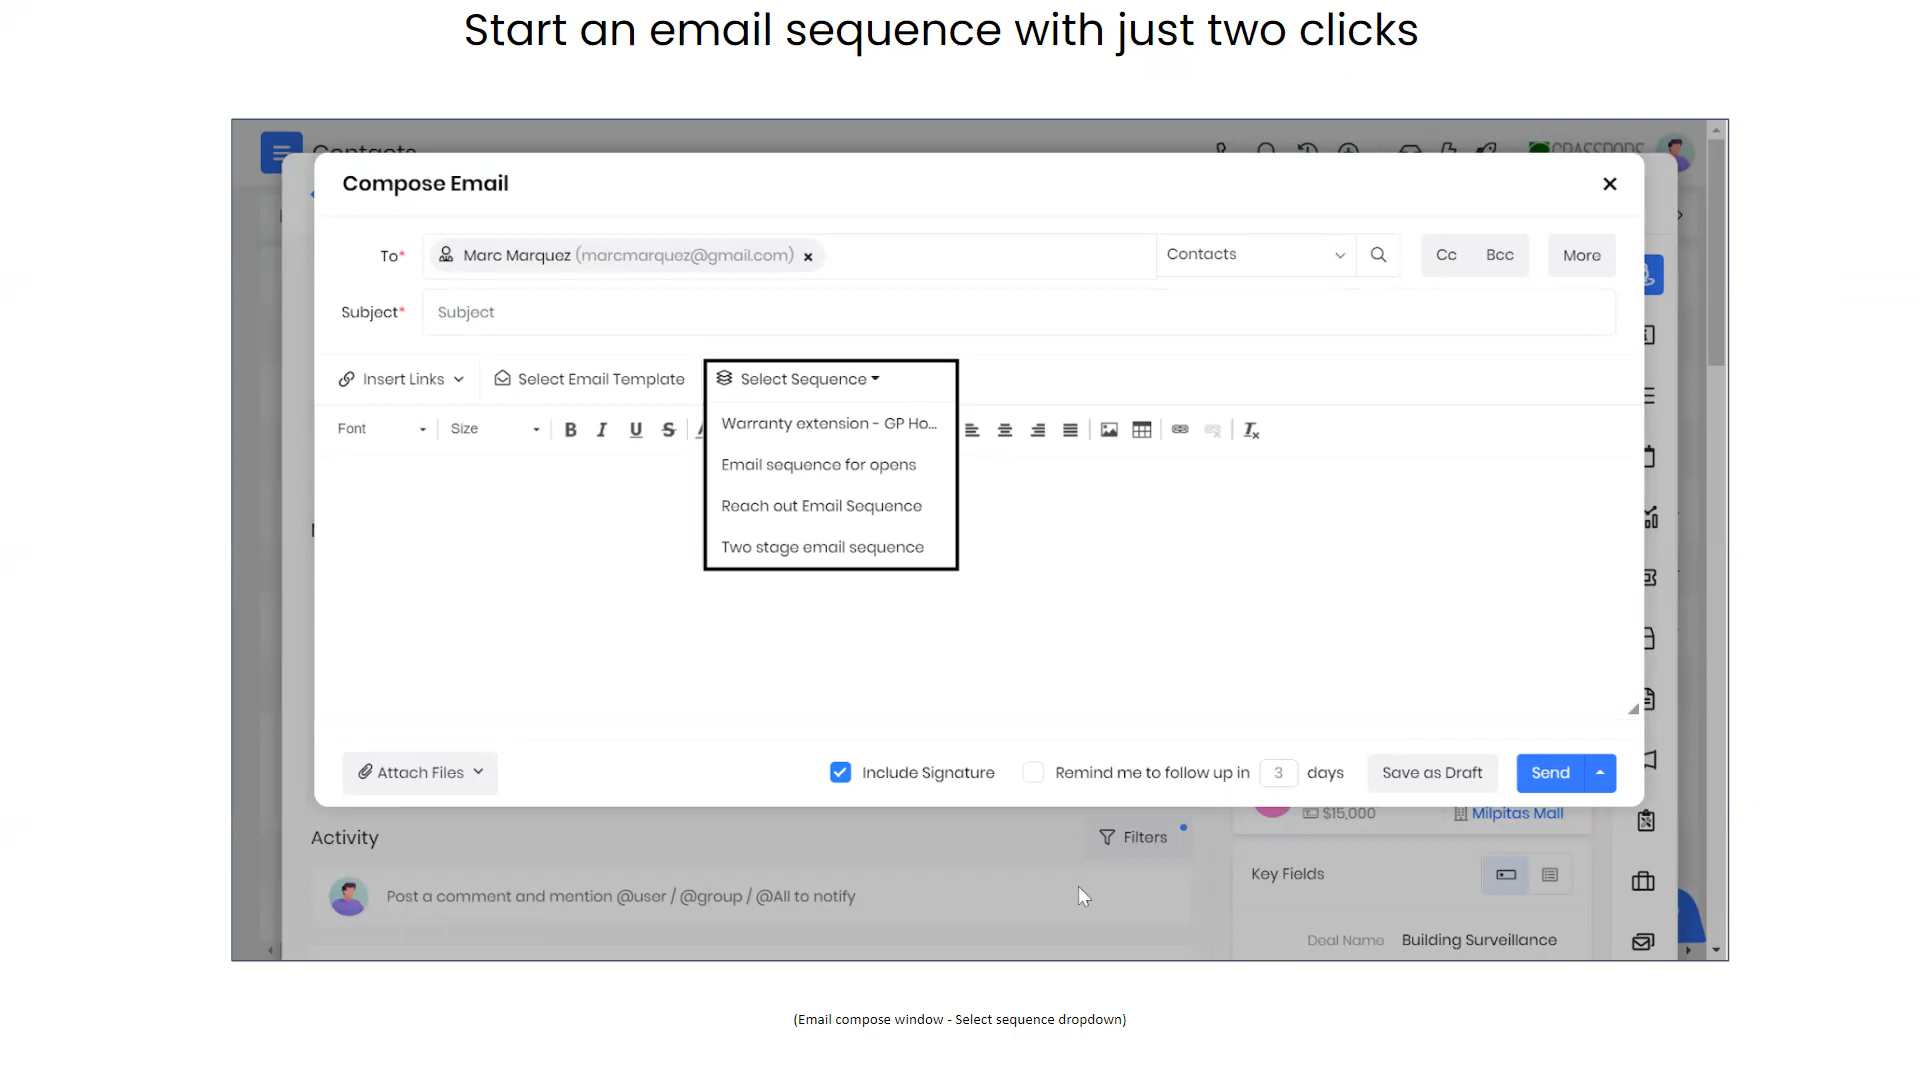 Start an email sequence with just two clicks
Contacts
Compose Email
To* Marc Marquez (marcmarquez@gmail.com) Contacts Cc Bcc More
Subject* Subject
Insert Links Select Email Template Select Sequence
Font Size B I U S
Warranty extension - GP Ho...
Email sequence for opens
Reach out Email Sequence
Two stage email sequence
Attach Files Include Signature Remind me to follow up in 3 days Save as Draft Send
$15,000 Milpitas Mall
Activity Filters
Key Fields
Post a comment and mention @user / @group / @All to notify
Deal Name Building Surveillance
(Email compose window - Select sequence dropdown)